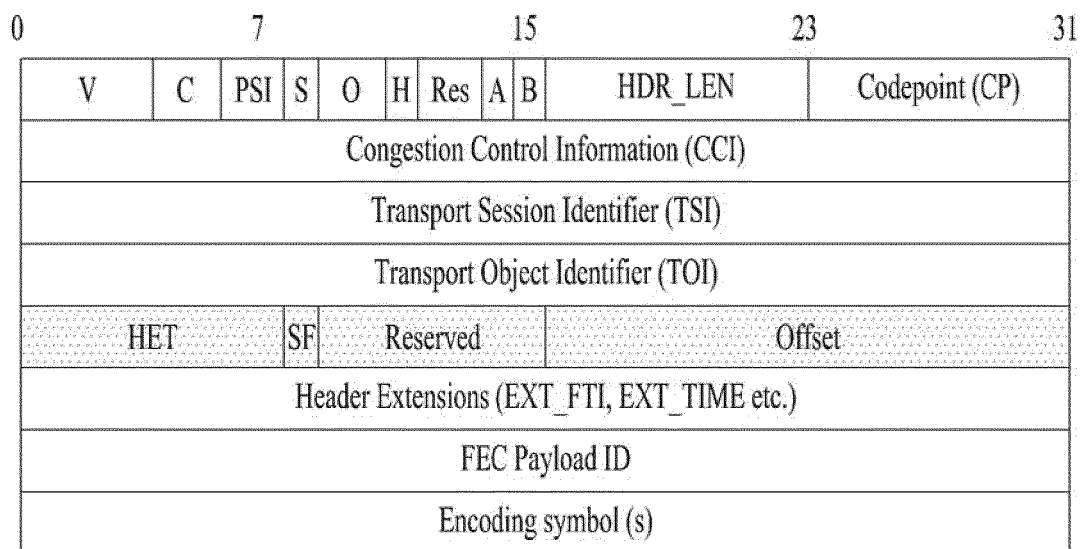 0 7 15 23 31
V C PSI S O H Res A B HDR_LEN Codepoint (CP)
Congestion Control Information (CCI)
Transport Session Identifier (TSI)
Transport Object Identifier (TOI)
HET SF Reserved Offset
Header Extensions (EXT_FTI, EXT_TIME etc.)
FEC Payload ID
Encoding symbol (s)